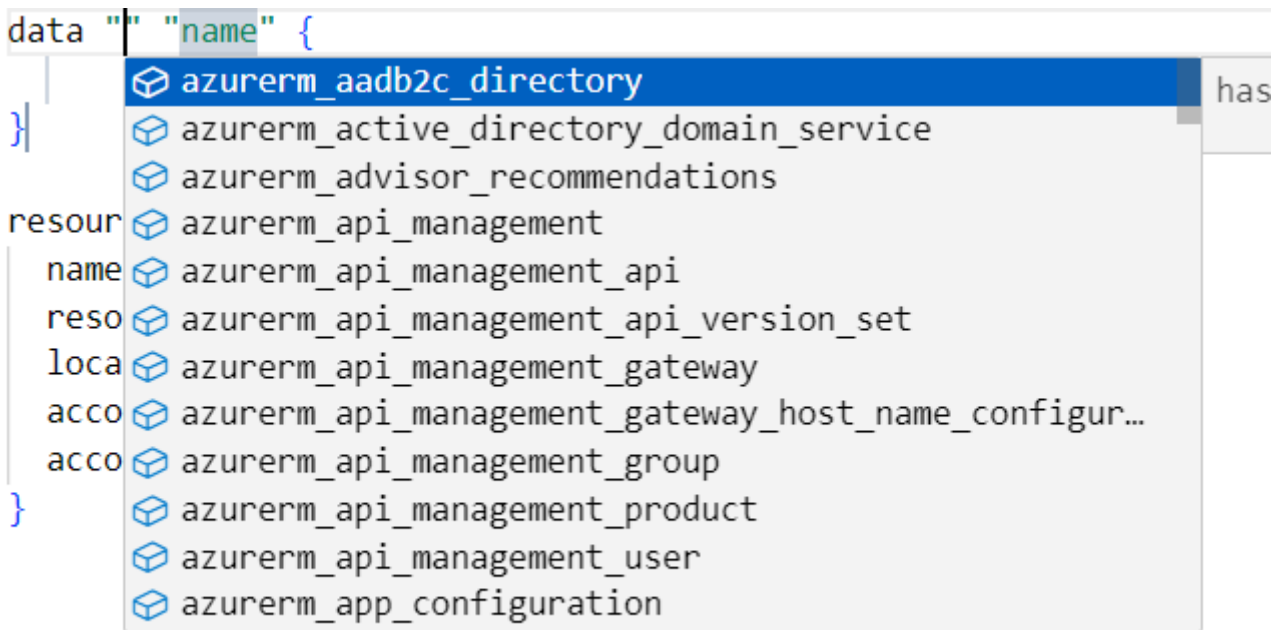 data "" "name" {
azurerm_aadb2c_directory
has
} azurerm_active_directory_domain_service
azurerm_advisor_recommendations
resour azurerm_api_management
name azurerm_api_management_api
reso azurerm_api_management_api_version_set
loca azurerm_api_management_gateway
acco azurerm_api_management_gateway_host_name_configur…
acco azurerm_api_management_group
} azurerm_api_management_product
azurerm_api_management_user
azurerm_app_configuration